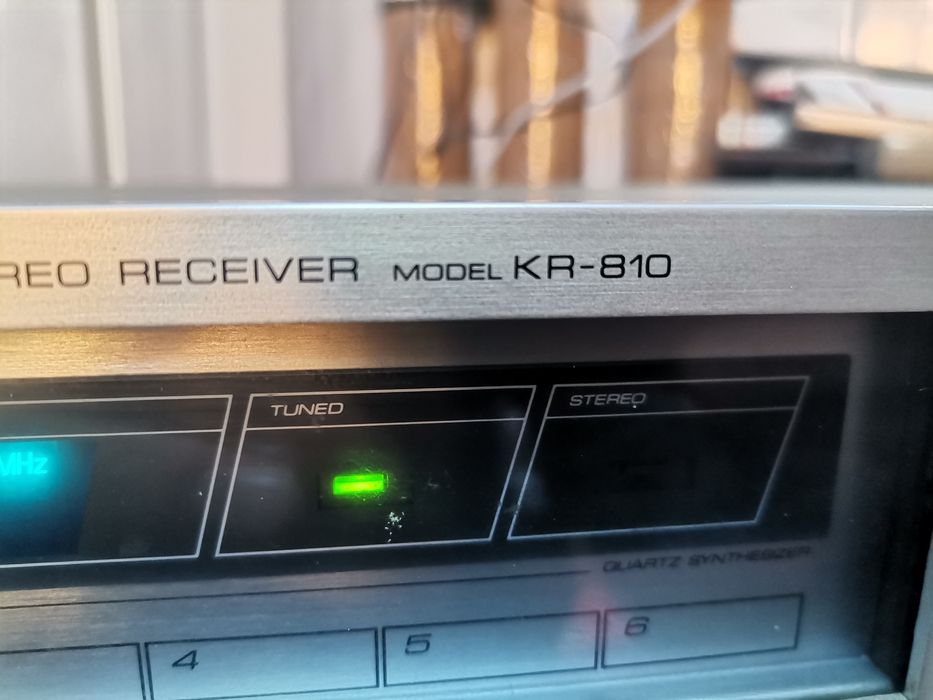 REO RECEIVER MODEL KR-810
TUNED
STEREO
MHz
QUARTZ SYNTHESIZER
4
5
6